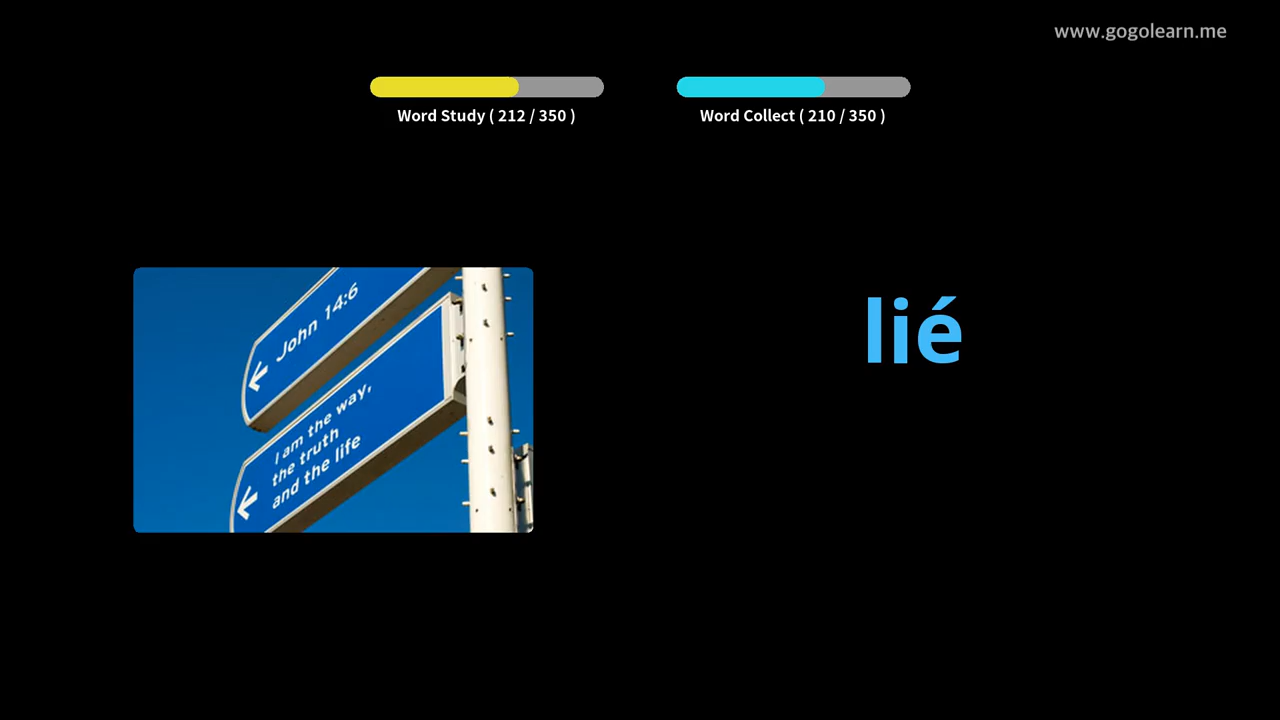 www.gogolearn.me
Word Study ( 212 / 350 )
Word Collect ( 210 / 350 )
John 14:6
I am the way,
the truth
and the life
lié